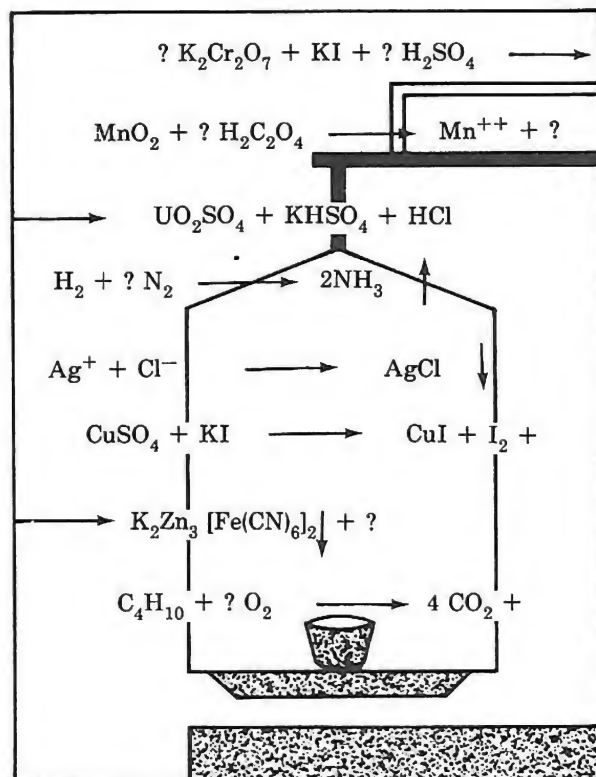 ? K₂Cr₂O₇ + KI + ? H₂SO₄ ⟶
MnO₂ + ? H₂C₂O₄ ⟶ Mn⁺⁺ + ?
⟶ UO₂SO₄ + KHSO₄ + HCl
H₂ + ? N₂ ⟶ 2NH₃ ↑
Ag⁺ + Cl⁻ ⟶ AgCl ↓
CuSO₄ + KI ⟶ CuI + I₂ +
⟶ K₂Zn₃ [Fe(CN)₆]₂↓ + ?
C₄H₁₀ + ? O₂ ⟶ 4 CO₂ +